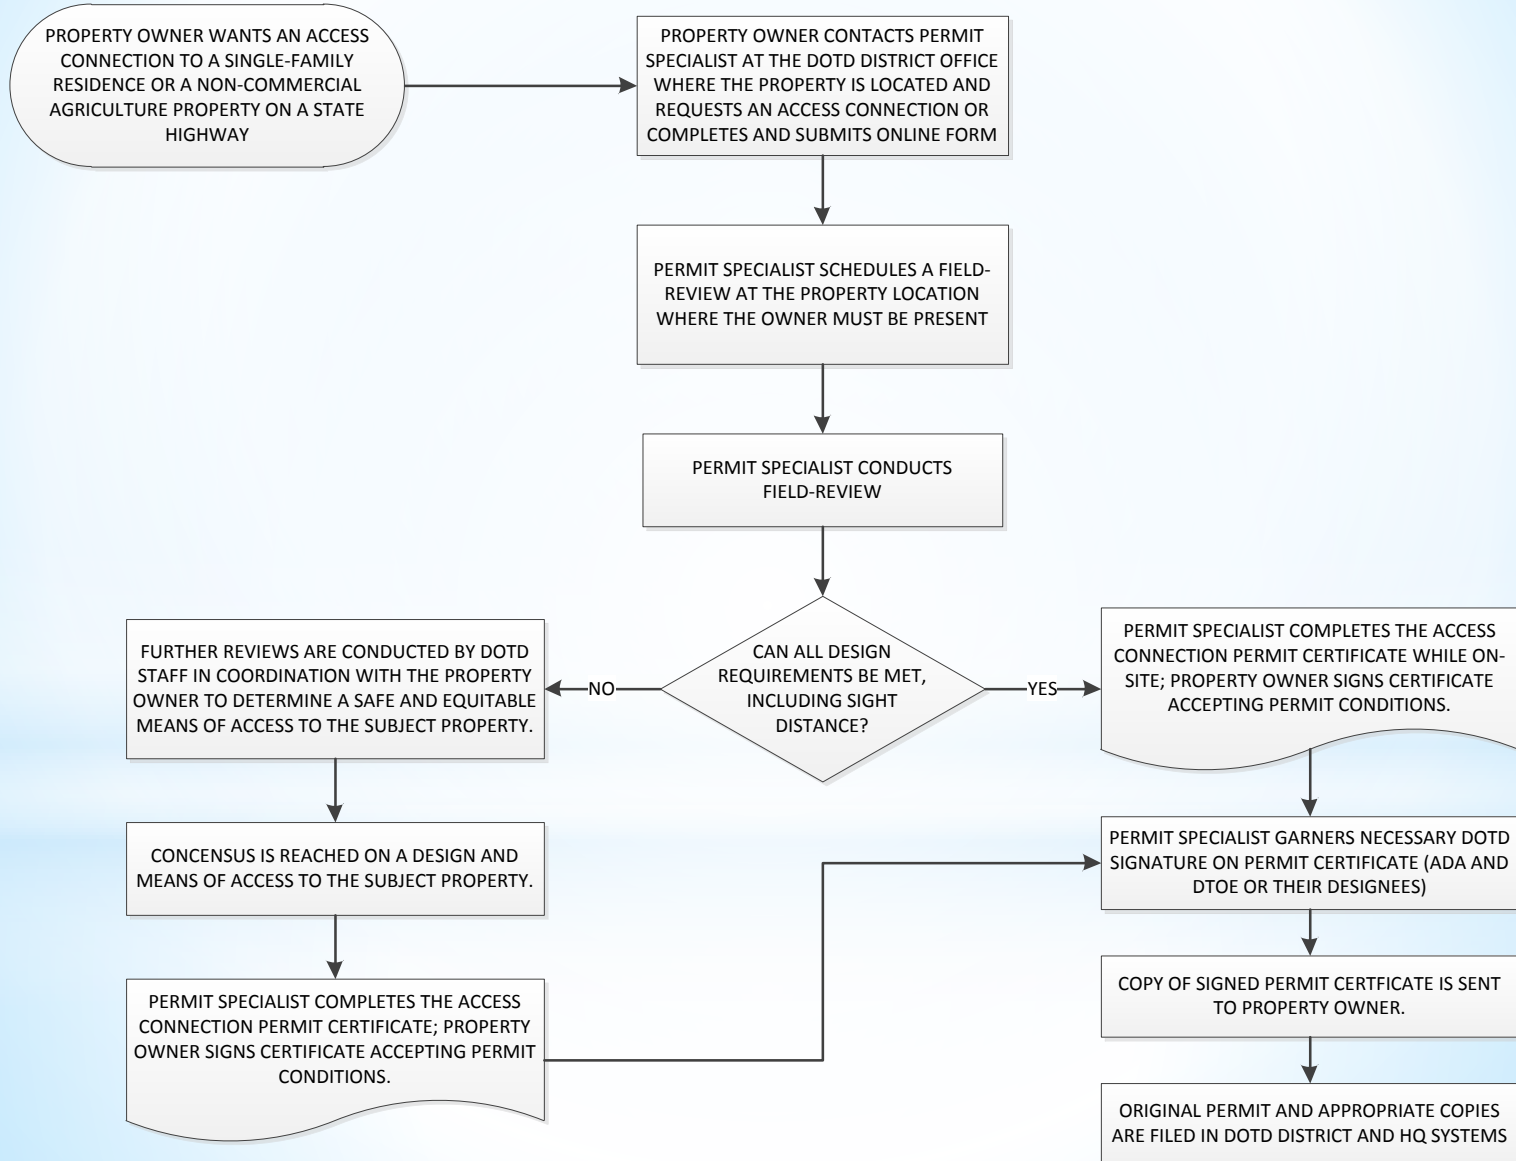 PROPERTY OWNER WANTS AN ACCESS
CONNECTION TO A SINGLE-FAMILY
RESIDENCE OR A NON-COMMERCIAL
AGRICULTURE PROPERTY ON A STATE
HIGHWAY
PROPERTY OWNER CONTACTS PERMIT
SPECIALIST AT THE DOTD DISTRICT OFFICE
WHERE THE PROPERTY IS LOCATED AND
REQUESTS AN ACCESS CONNECTION OR
COMPLETES AND SUBMITS ONLINE FORM
PERMIT SPECIALIST SCHEDULES A FIELD-
REVIEW AT THE PROPERTY LOCATION
WHERE THE OWNER MUST BE PRESENT
PERMIT SPECIALIST CONDUCTS
FIELD-REVIEW
CAN ALL DESIGN
REQUIREMENTS BE MET,
INCLUDING SIGHT
DISTANCE?
NO
FURTHER REVIEWS ARE CONDUCTED BY DOTD
STAFF IN COORDINATION WITH THE PROPERTY
OWNER TO DETERMINE A SAFE AND EQUITABLE
MEANS OF ACCESS TO THE SUBJECT PROPERTY.
CONCENSUS IS REACHED ON A DESIGN AND
MEANS OF ACCESS TO THE SUBJECT PROPERTY.
PERMIT SPECIALIST COMPLETES THE ACCESS
CONNECTION PERMIT CERTIFICATE; PROPERTY
OWNER SIGNS CERTIFICATE ACCEPTING PERMIT
CONDITIONS.
YES
PERMIT SPECIALIST COMPLETES THE ACCESS
CONNECTION PERMIT CERTIFICATE WHILE ON-
SITE; PROPERTY OWNER SIGNS CERTIFICATE
ACCEPTING PERMIT CONDITIONS.
PERMIT SPECIALIST GARNERS NECESSARY DOTD
SIGNATURE ON PERMIT CERTIFICATE (ADA AND
DTOE OR THEIR DESIGNEES)
COPY OF SIGNED PERMIT CERTFICATE IS SENT
TO PROPERTY OWNER.
ORIGINAL PERMIT AND APPROPRIATE COPIES
ARE FILED IN DOTD DISTRICT AND HQ SYSTEMS